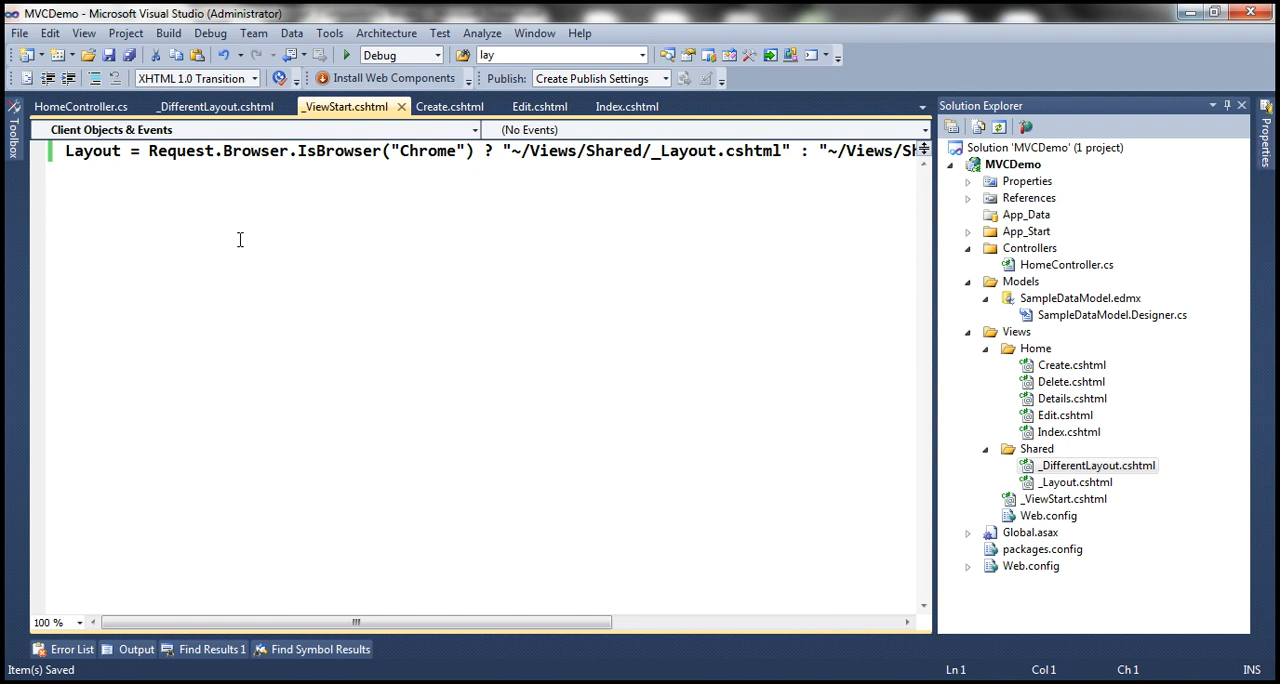 MVCDemo - Microsoft Visual Studio (Administrator)
File Edit View Project Build Debug Team Data Tools Architecture Test Analyze Window Help
Debug lay
XHTML 1.0 Transition Install Web Components Publish: Create Publish Settings
Toolbox
HomeController.cs _DifferentLayout.cshtml _ViewStart.cshtml Create.cshtml Edit.cshtml Index.cshtml
Client Objects & Events (No Events)
Layout = Request.Browser.IsBrowser("Chrome") ? "~/Views/Shared/_Layout.cshtml" : "~/Views/Sh
100 %
Solution Explorer
Solution 'MVCDemo' (1 project)
MVCDemo
Properties
References
App_Data
App_Start
Controllers
HomeController.cs
Models
SampleDataModel.edmx
SampleDataModel.Designer.cs
Views
Home
Create.cshtml
Delete.cshtml
Details.cshtml
Edit.cshtml
Index.cshtml
Shared
_DifferentLayout.cshtml
_Layout.cshtml
_ViewStart.cshtml
Web.config
Global.asax
packages.config
Web.config
Properties
Error List Output Find Results 1 Find Symbol Results
Item(s) Saved Ln 1 Col 1 Ch 1 INS